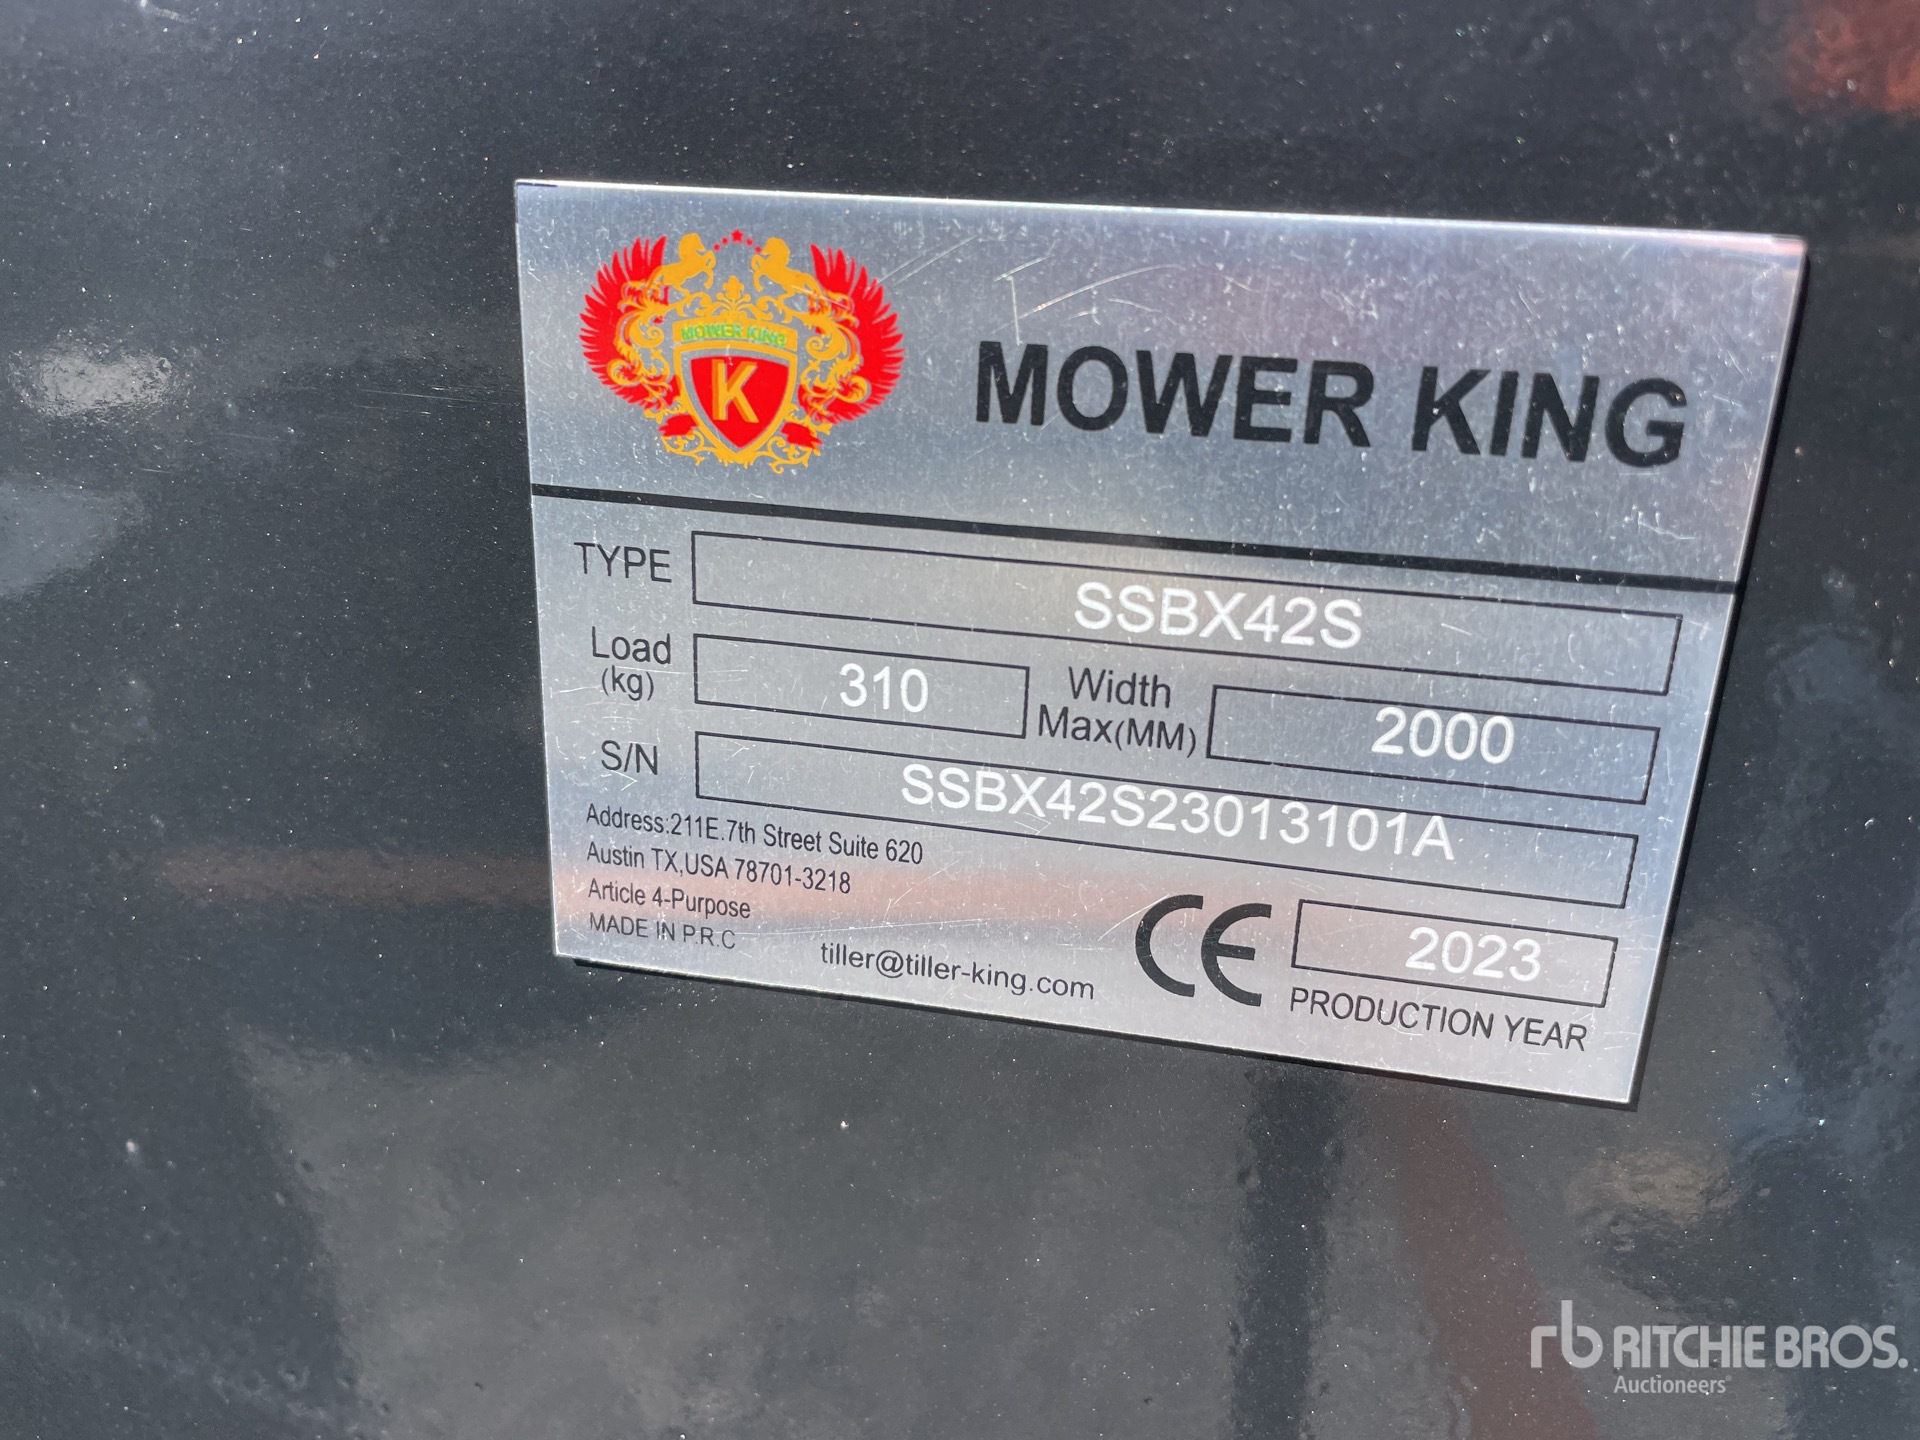 MOWER KING
K
MOWER KING
TYPE SSBX42S
Load (kg) 310 Width Max(MM) 2000
S/N SSBX42S23013101A
Address:211E.7th Street Suite 620
Austin TX,USA 78701-3218
Article 4-Purpose
MADE IN P.R.C
tiller@tiller-king.com
CE
2023
PRODUCTION YEAR
rb RITCHIE BROS.
Auctioneers